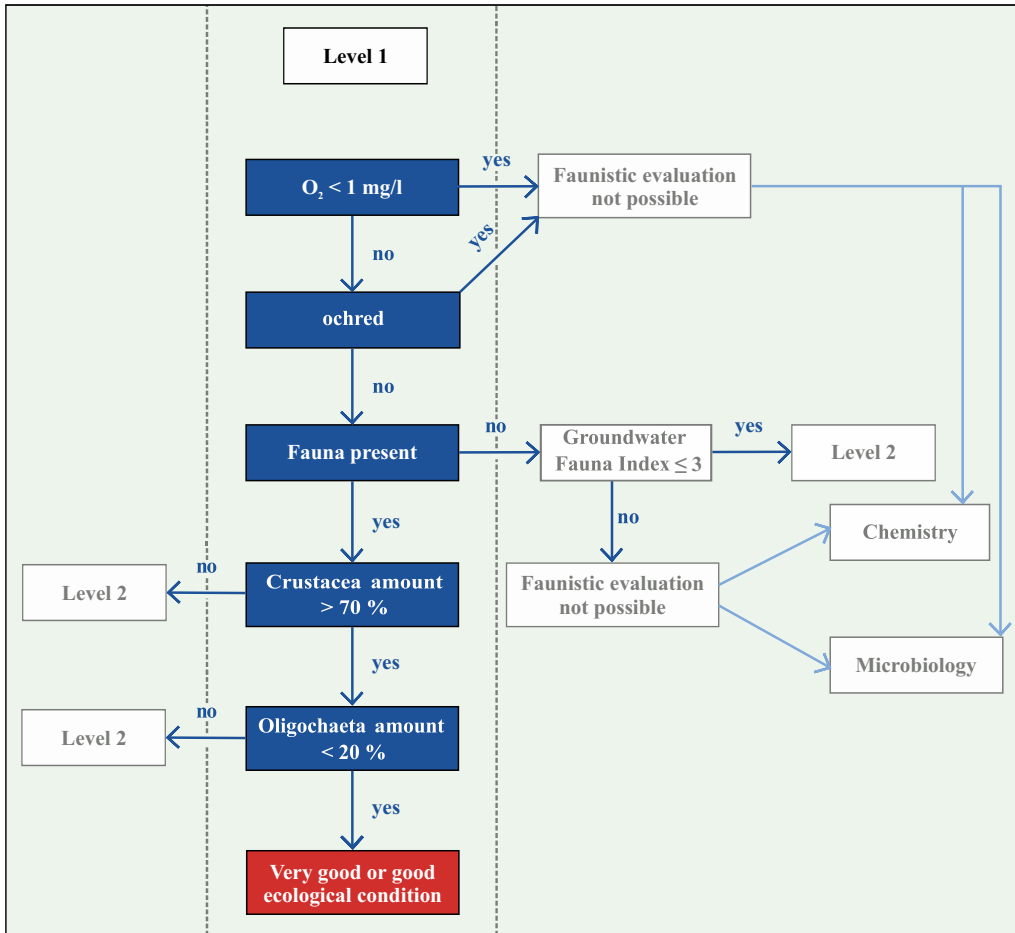 Level 1
O₂ < 1 mg/l
yes
Faunistic evaluation
not possible
yes
no
ochred
no
Fauna present
no
Groundwater
Fauna Index ≤ 3
yes
Level 2
yes
no
Chemistry
Level 2
no
Crustacea amount
> 70 %
Faunistic evaluation
not possible
yes
Microbiology
Level 2
no
Oligochaeta amount
< 20 %
yes
Very good or good
ecological condition